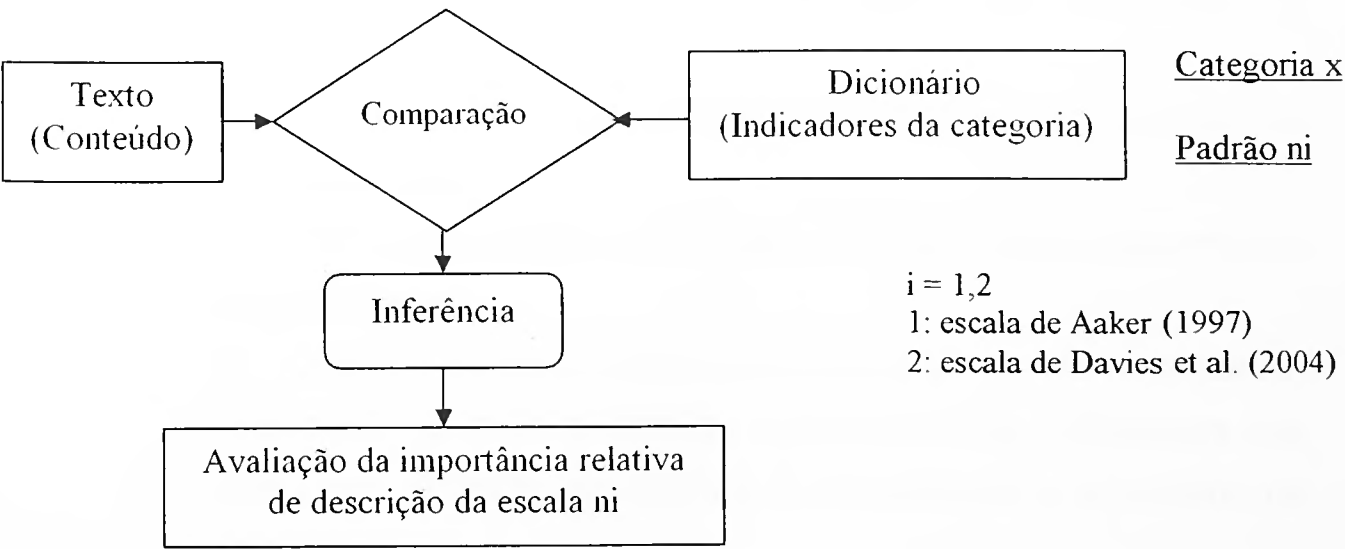 Texto
(Conteúdo)
Comparação
Dicionário
(Indicadores da categoria)
Categoria x
Padrão ni
Inferência
i = 1,2
1: escala de Aaker (1997)
2: escala de Davies et al. (2004)
Avaliação da importância relativa
de descrição da escala ni